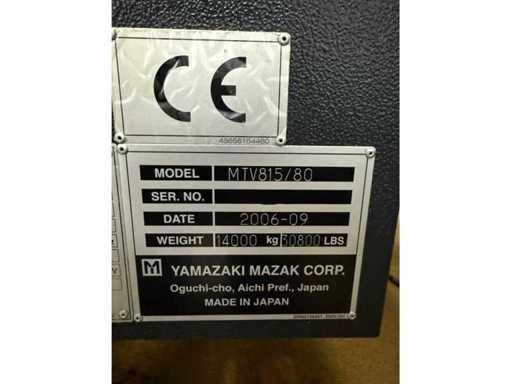 CE
43656154460
MODEL MTV815/80
SER. NO.
DATE 2006-09
WEIGHT 14000 kg 30800 LBS
M YAMAZAKI MAZAK CORP.
Oguchi-cho, Aichi Pref., Japan
MADE IN JAPAN